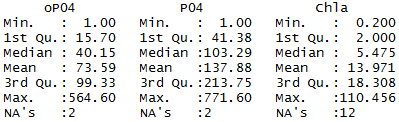 oPO4 PO4 Chla
Min. : 1.00 Min. : 1.00 Min. : 0.200
1st Qu.: 15.70 1st Qu.: 41.38 1st Qu.: 2.000
Median : 40.15 Median :103.29 Median : 5.475
Mean : 73.59 Mean :137.88 Mean : 13.971
3rd Qu.: 99.33 3rd Qu.:213.75 3rd Qu.: 18.308
Max. :564.60 Max. :771.60 Max. :110.456
NA's :2 NA's :2 NA's :12